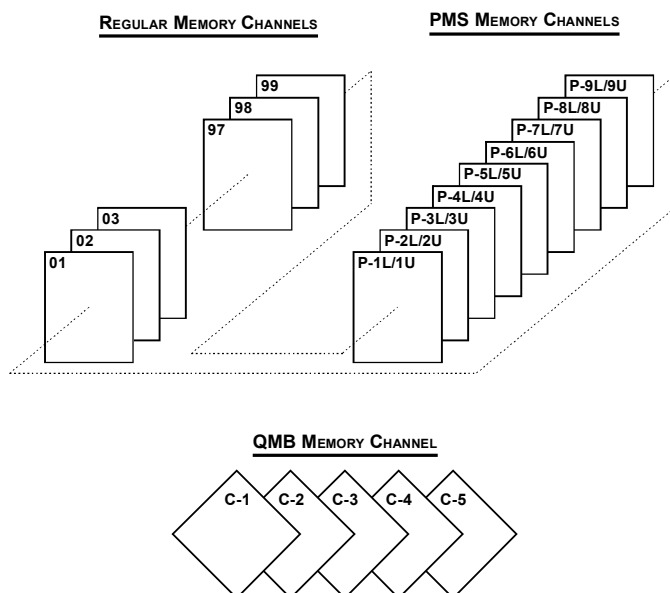 REGULAR MEMORY CHANNELS
99
98
97
03
02
01
PMS MEMORY CHANNELS
P-9L/9U
P-8L/8U
P-7L/7U
P-6L/6U
P-5L/5U
P-4L/4U
P-3L/3U
P-2L/2U
P-1L/1U
QMB MEMORY CHANNEL
C-1 C-2 C-3 C-4 C-5